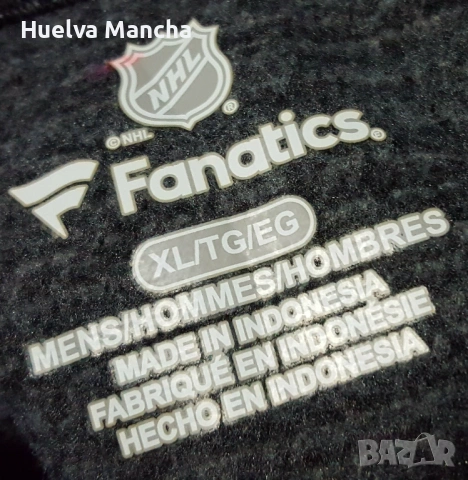 Huelva Mancha
NHL
© NHL ®
Fanatics®
XL/TG/EG
MENS/HOMMES/HOMBRES
MADE IN INDONESIA
FABRIQUÉ EN INDONÉSIE
HECHO EN INDONESIA
BAZAR